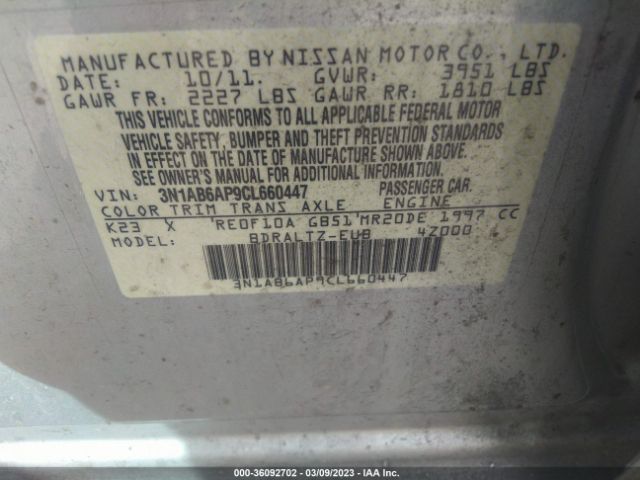 MANUFACTURED BY NISSAN MOTOR CO., LTD.
DATE: 10/11. GVWR: 3951 LBS
GAWR FR: 2227 LBS GAWR RR: 1810 LBS
THIS VEHICLE CONFORMS TO ALL APPLICABLE FEDERAL MOTOR
VEHICLE SAFETY, BUMPER AND THEFT PREVENTION STANDARDS
IN EFFECT ON THE DATE OF MANUFACTURE SHOWN ABOVE.
SEE OWNER'S MANUAL FOR ADDITIONAL INFORMATION.
VIN: 3N1AB6AP9CL660447 PASSENGER CAR.
COLOR TRIM TRANS AXLE ENGINE
K23 X RE0F10A GB51 MR20DE 1997 CC
MODEL: BDRALTZ-EUB 4Z000
3N1AB6AP9CL660447
000-36092702 - 03/09/2023 - IAA Inc.